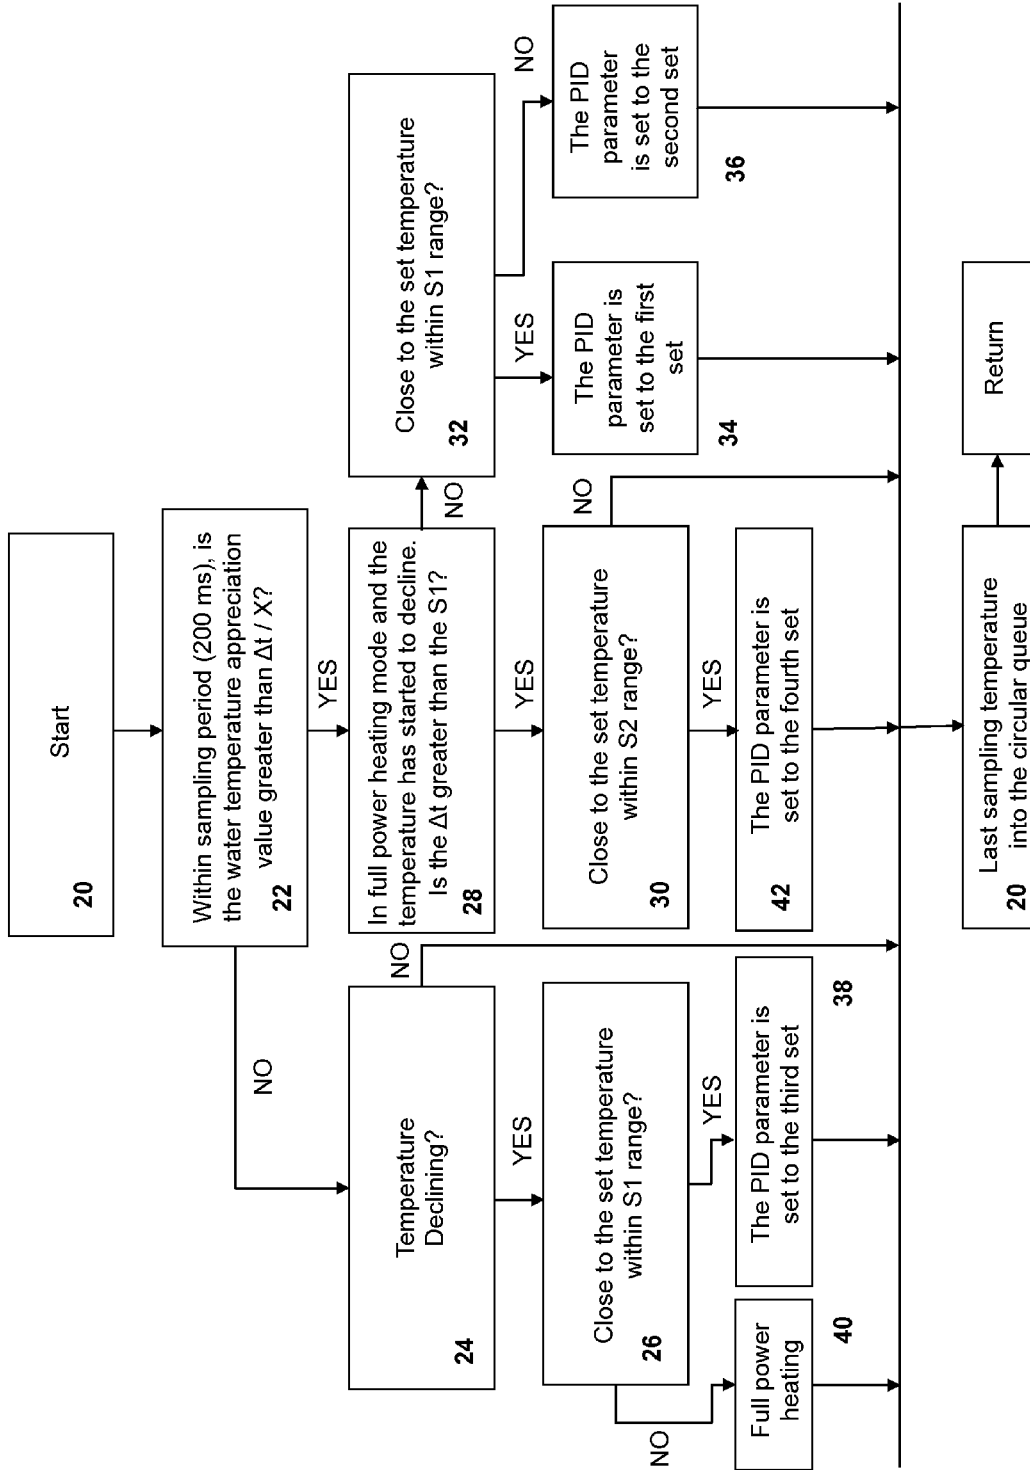 Start
20
Within sampling period (200 ms), is
the water temperature appreciation
value greater than Δt / X?
22
NO
YES
Temperature
Declining?
24
NO
In full power heating mode and the
temperature has started to decline.
Is the Δt greater than the S1?
28
NO
Close to the set temperature
within S1 range?
32
YES
YES
YES
NO
Close to the set temperature
within S1 range?
26
Close to the set temperature
within S2 range?
30
NO
The PID
parameter is
set to the first
set
34
The PID
parameter
is set to the
second set
36
NO
YES
YES
Full power
heating
40
The PID parameter is
set to the third set
38
The PID parameter is
set to the fourth set
42
Last sampling temperature
into the circular queue
20
Return